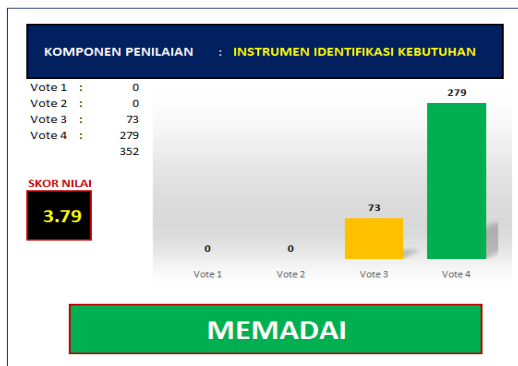 KOMPONEN PENILAIAN : INSTRUMEN IDENTIFIKASI KEBUTUHAN
Vote 1 : 0
Vote 2 : 0
Vote 3 : 73
Vote 4 : 279
352
SKOR NILAI
3.79
279
73
0 0
Vote 1 Vote 2 Vote 3 Vote 4
MEMADAI